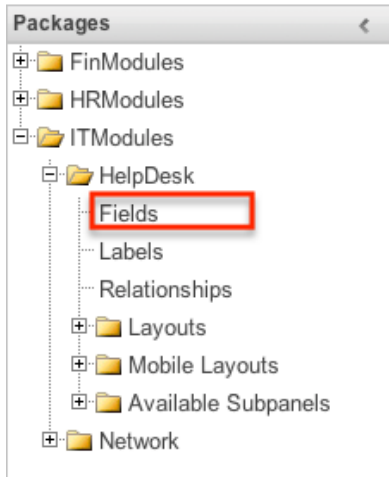 Packages
FinModules
HRModules
ITModules
HelpDesk
Fields
Labels
Relationships
Layouts
Mobile Layouts
Available Subpanels
Network